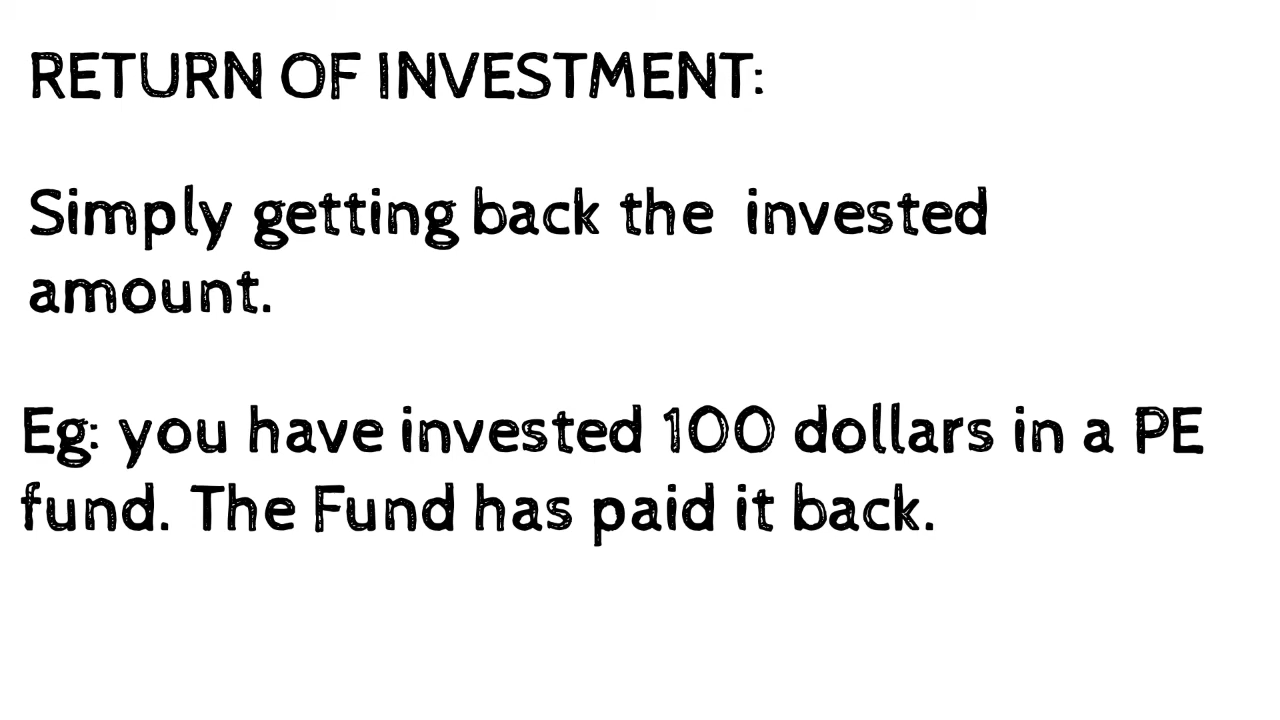 RETURN OF INVESTMENT:
Simply getting back the invested
amount.
Eg: you have invested 100 dollars in a PE
fund. The Fund has paid it back.